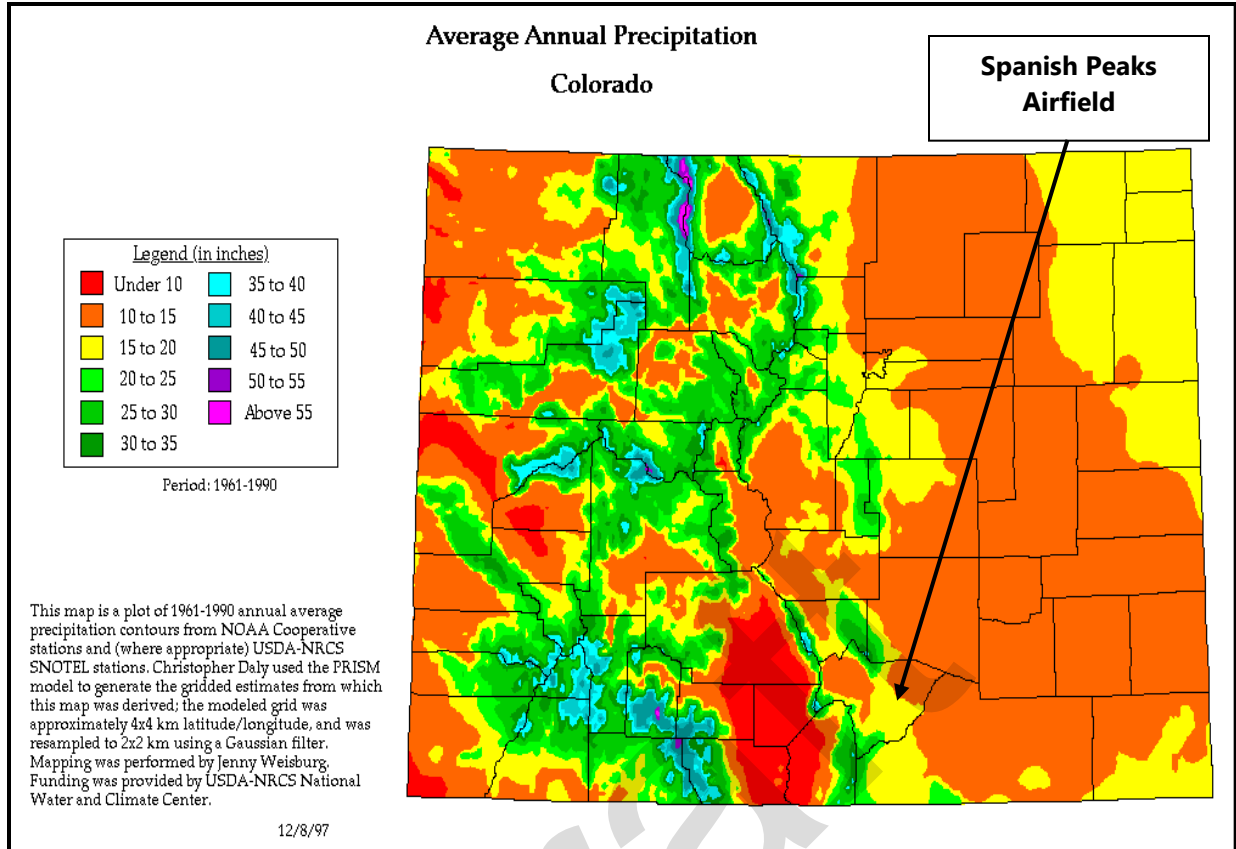 Average Annual Precipitation
Colorado
Spanish Peaks
Airfield
Legend (in inches)
Under 10
10 to 15
15 to 20
20 to 25
25 to 30
30 to 35
35 to 40
40 to 45
45 to 50
50 to 55
Above 55
Period: 1961-1990
This map is a plot of 1961-1990 annual average
precipitation contours from NOAA Cooperative
stations and (where appropriate) USDA-NRCS
SNOTEL stations. Christopher Daly used the PRISM
model to generate the gridded estimates from which
this map was derived; the modeled grid was
approximately 4x4 km latitude/longitude, and was
resampled to 2x2 km using a Gaussian filter.
Mapping was performed by Jenny Weisburg.
Funding was provided by USDA-NRCS National
Water and Climate Center.
12/8/97